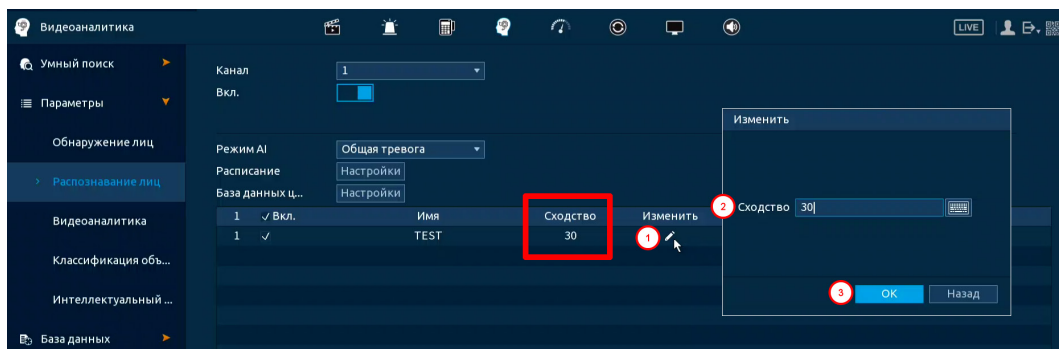 Видеоаналитика
LIVE
Умный поиск
Параметры
Обнаружение лиц
Распознавание лиц
Видеоаналитика
Классификация объ...
Интеллектуальный ...
База данных
Канал 1
Вкл.
Режим AI Общая тревога
Расписание Настройки
База данных ц... Настройки
1 Вкл. Имя Сходство Изменить
1 TEST 30 1
Изменить
2 Сходство 30
3 OK Назад